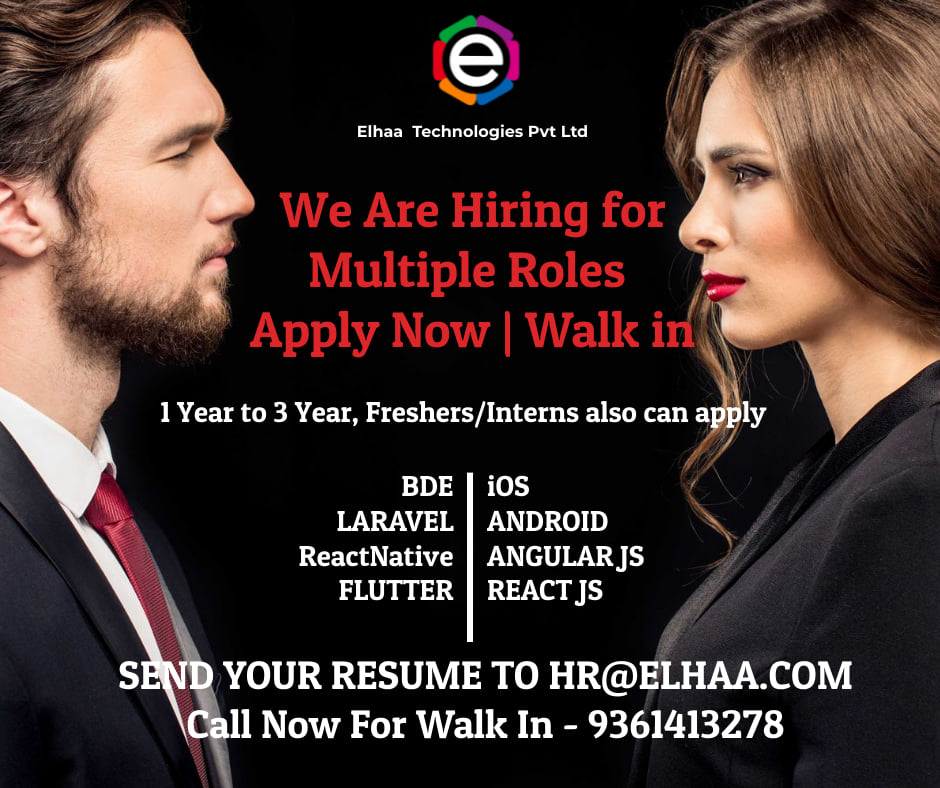 e
Elhaa Technologies Pvt Ltd
We Are Hiring for
Multiple Roles
Apply Now | Walk in
1 Year to 3 Year, Freshers/Interns also can apply
BDE
LARAVEL
ReactNative
FLUTTER
iOS
ANDROID
ANGULAR JS
REACT JS
SEND YOUR RESUME TO HR@ELHAA.COM
Call Now For Walk In - 9361413278